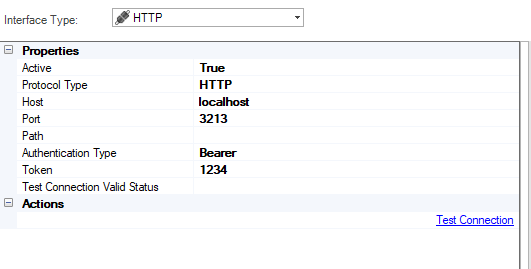 Interface Type: HTTP
Properties
Active True
Protocol Type HTTP
Host localhost
Port 3213
Path
Authentication Type Bearer
Token 1234
Test Connection Valid Status
Actions
Test Connection